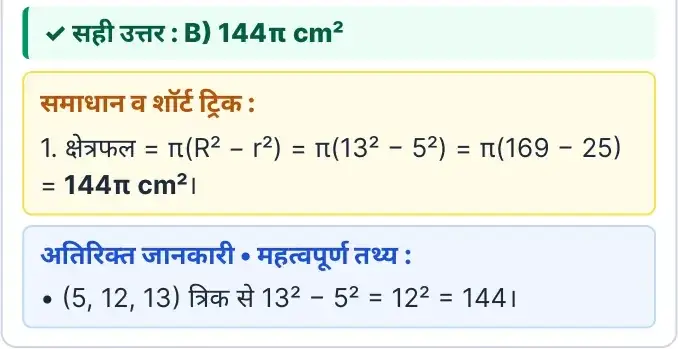 ✓ सही उत्तर : B) 144π cm²
समाधान व शॉर्ट ट्रिक :
1. क्षेत्रफल = π(R² − r²) = π(13² − 5²) = π(169 − 25)
= 144π cm²।
अतिरिक्त जानकारी • महत्वपूर्ण तथ्य :
• (5, 12, 13) त्रिक से 13² − 5² = 12² = 144।